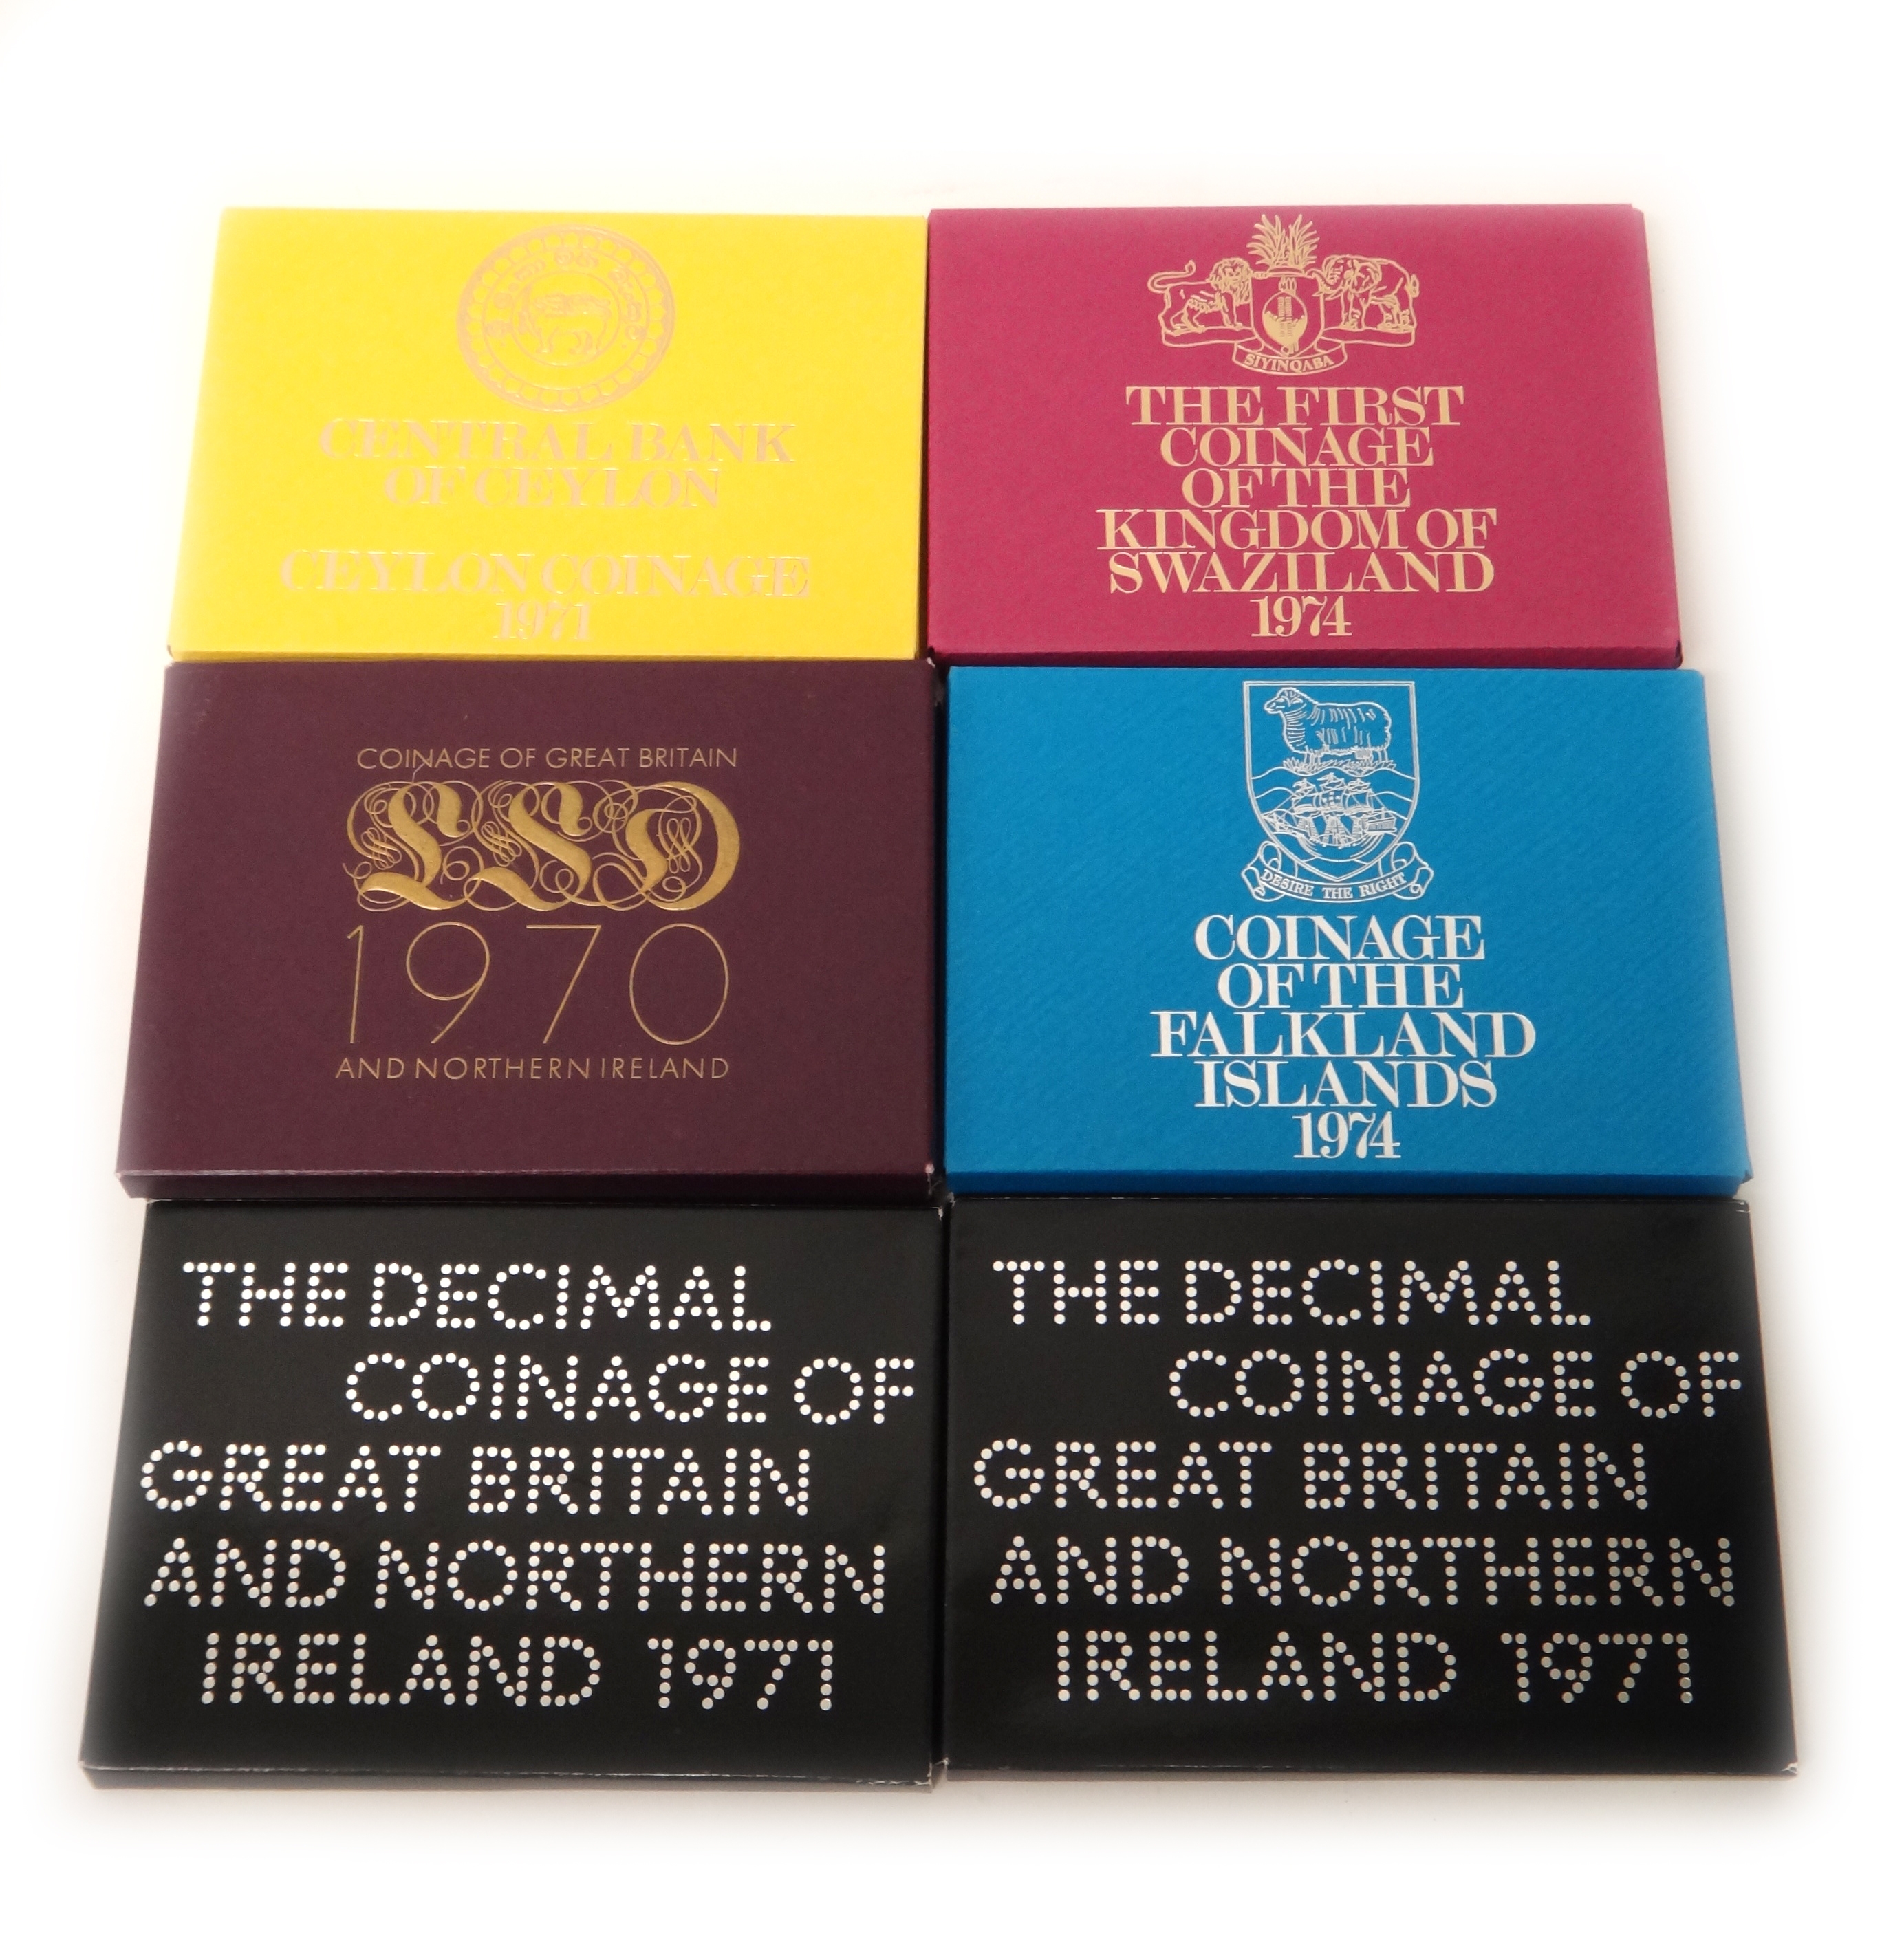 CENTRAL BANK
OF CEYLON
CEYLON COINAGE
1971
SIYINQABA
THE FIRST
COINAGE
OF THE
KINGDOM OF
SWAZILAND
1974
COINAGE OF GREAT BRITAIN
LSD
1970
AND NORTHERN IRELAND
DESIRE THE RIGHT
COINAGE
OF THE
FALKLAND
ISLANDS
1974
THE DECIMAL
COINAGE OF
GREAT BRITAIN
AND NORTHERN
IRELAND 1971
THE DECIMAL
COINAGE OF
GREAT BRITAIN
AND NORTHERN
IRELAND 1971